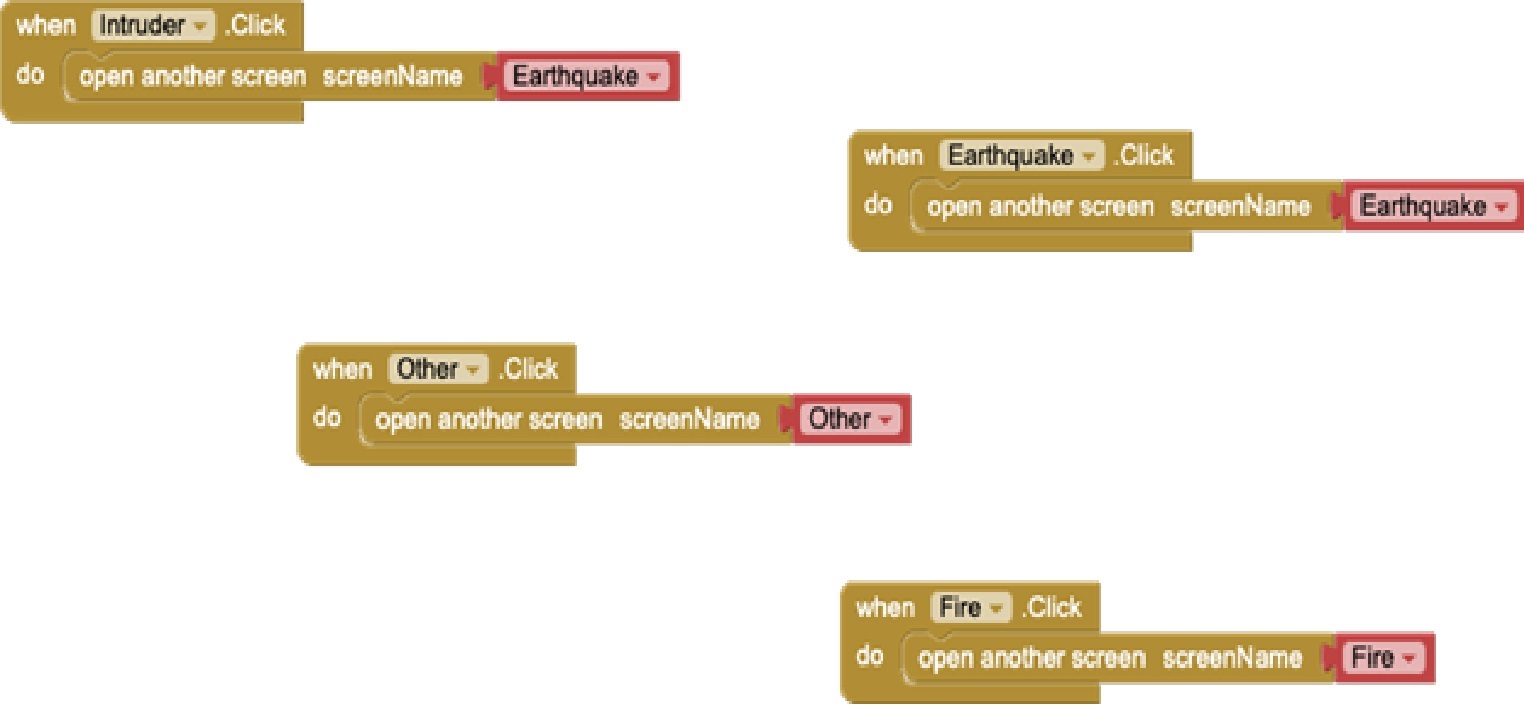 when Intruder .Click
do open another screen screenName Earthquake
when Earthquake .Click
do open another screen screenName Earthquake
when Other .Click
do open another screen screenName Other
when Fire .Click
do open another screen screenName Fire